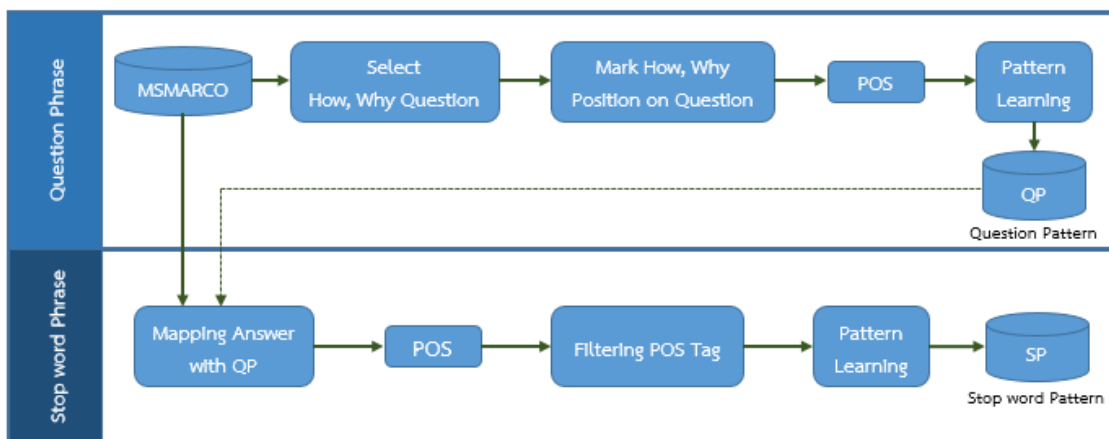 Question Phrase
MSMARCO
Select
How, Why Question
Mark How, Why
Position on Question
POS
Pattern
Learning
QP
Question Pattern
Stop word Phrase
Mapping Answer
with QP
POS
Filtering POS Tag
Pattern
Learning
SP
Stop word Pattern